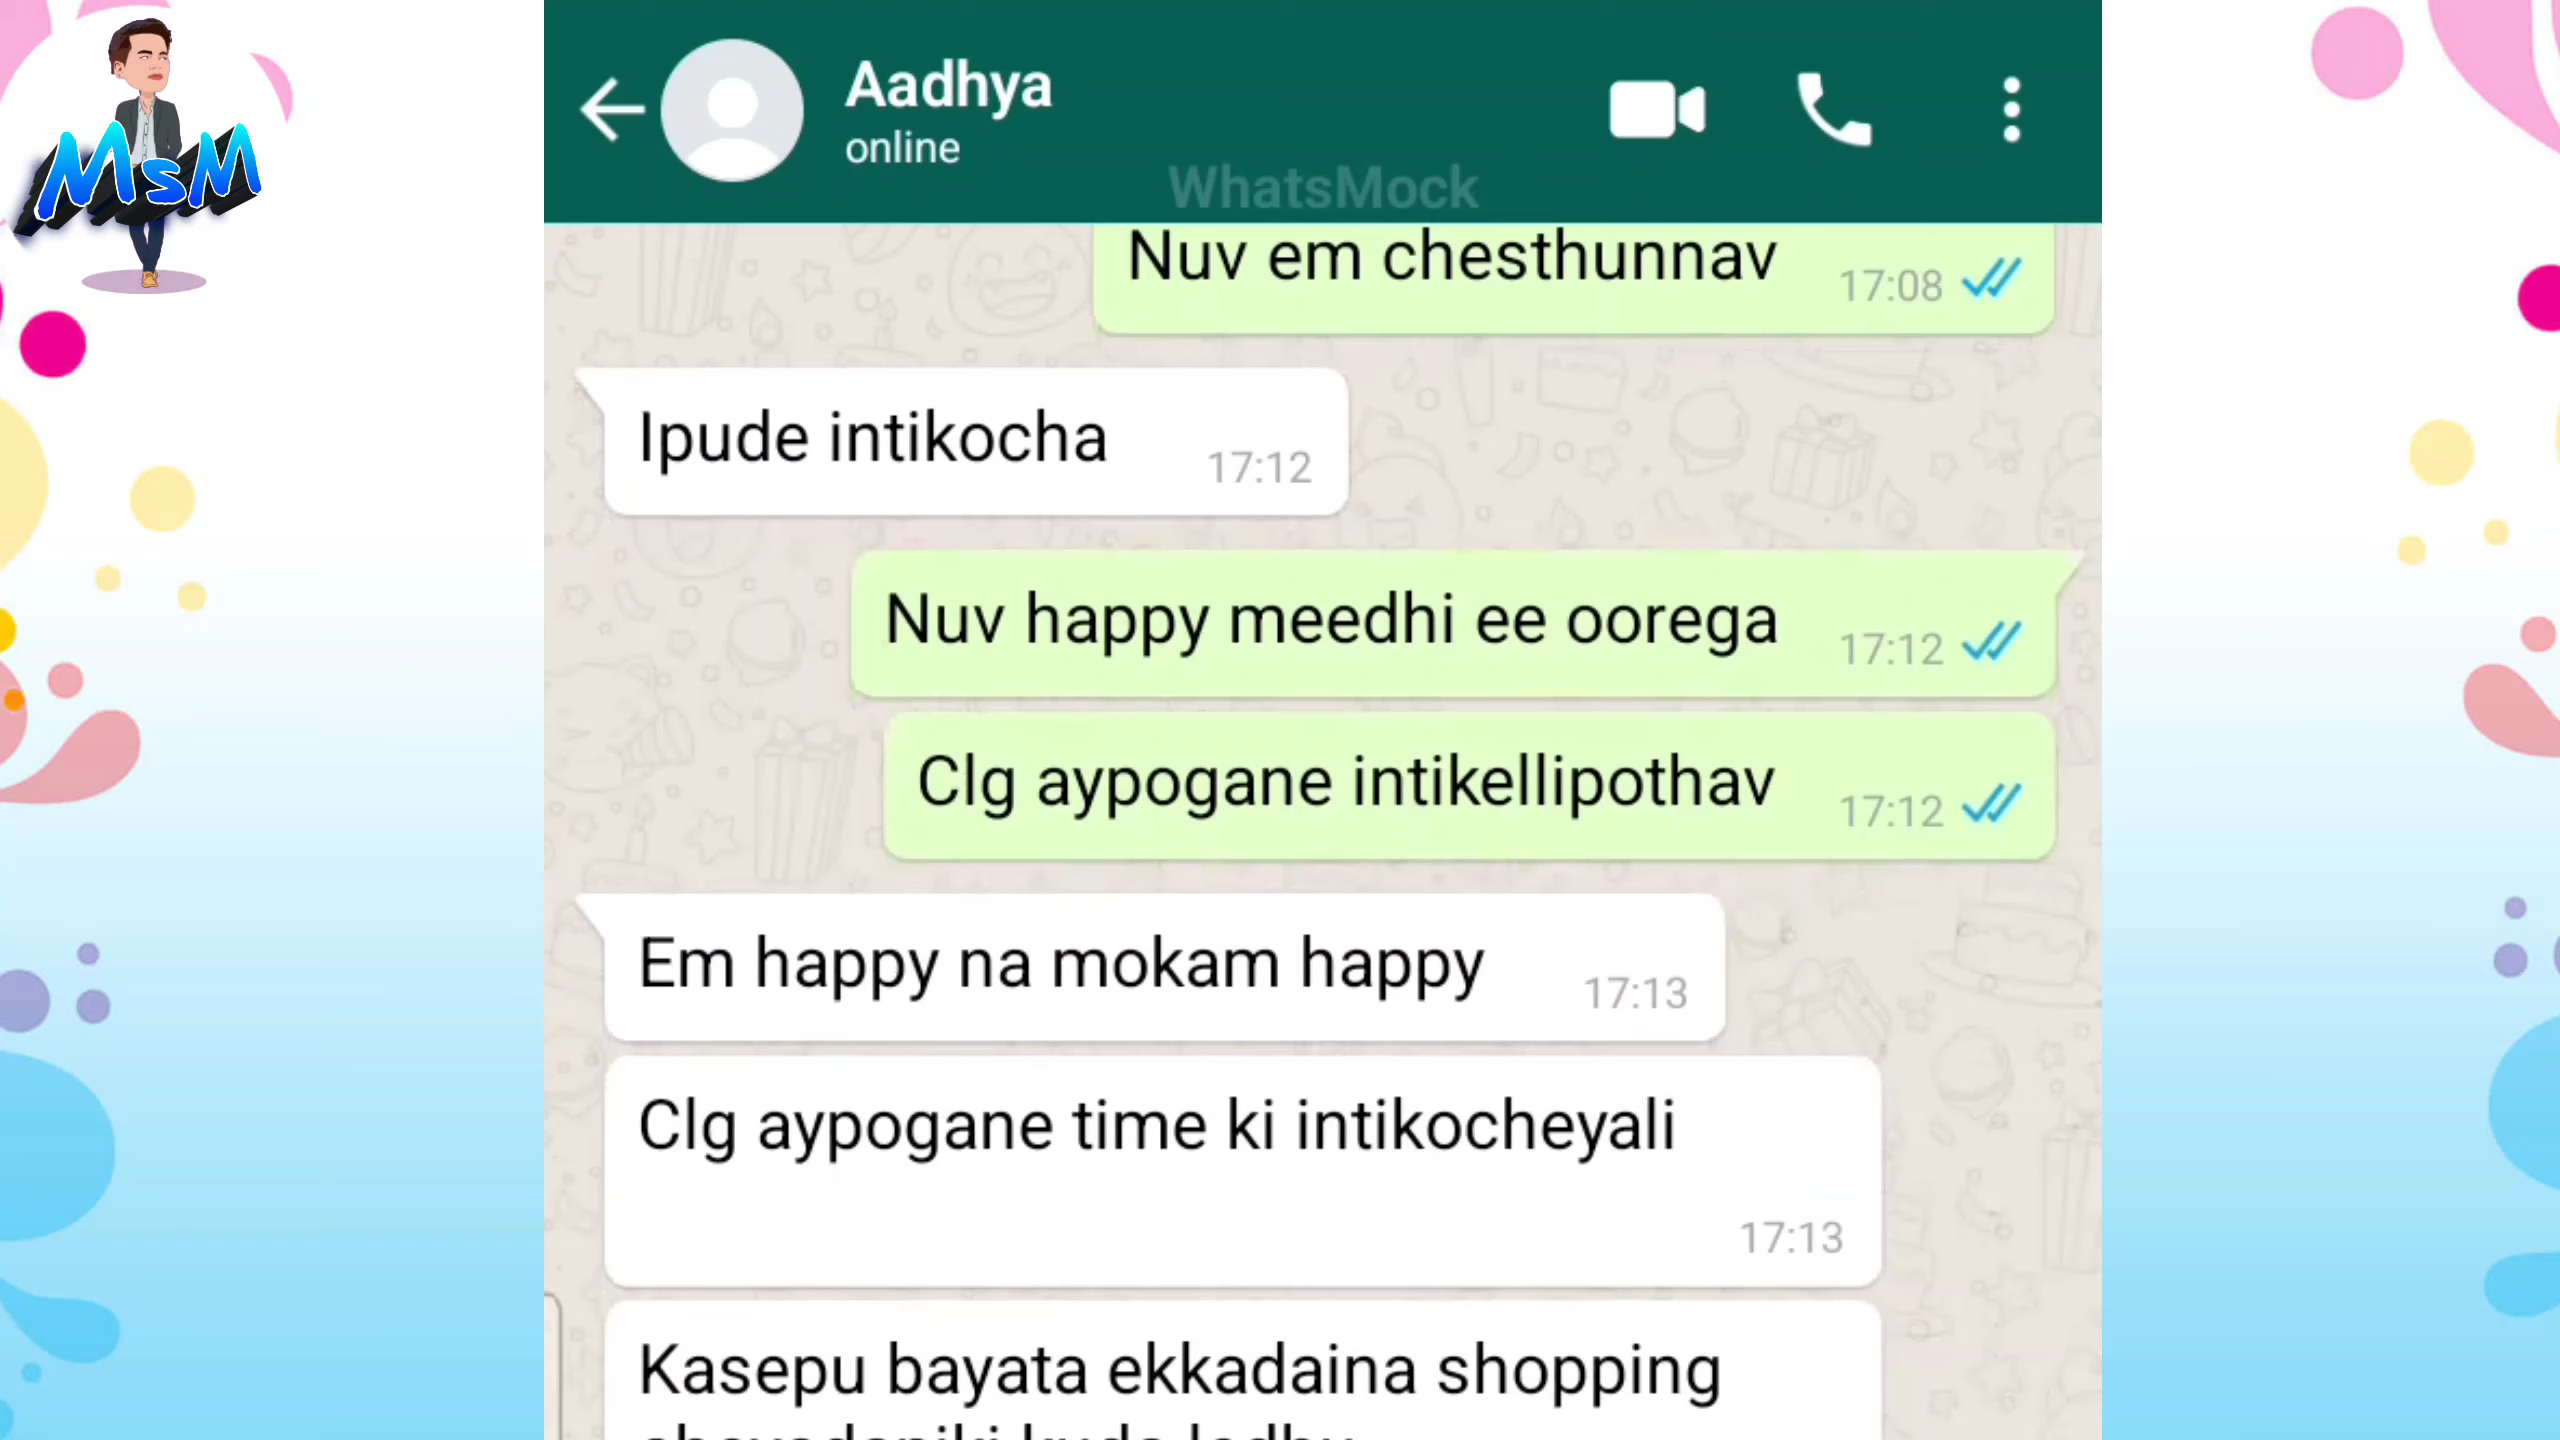 MsM
Aadhya
online
WhatsMock
Nuv em chesthunnav 17:08
Ipude intikocha 17:12
Nuv happy meedhi ee oorega 17:12
Clg aypogane intikellipothav 17:12
Em happy na mokam happy 17:13
Clg aypogane time ki intikocheyali
17:13
Kasepu bayata ekkadaina shopping